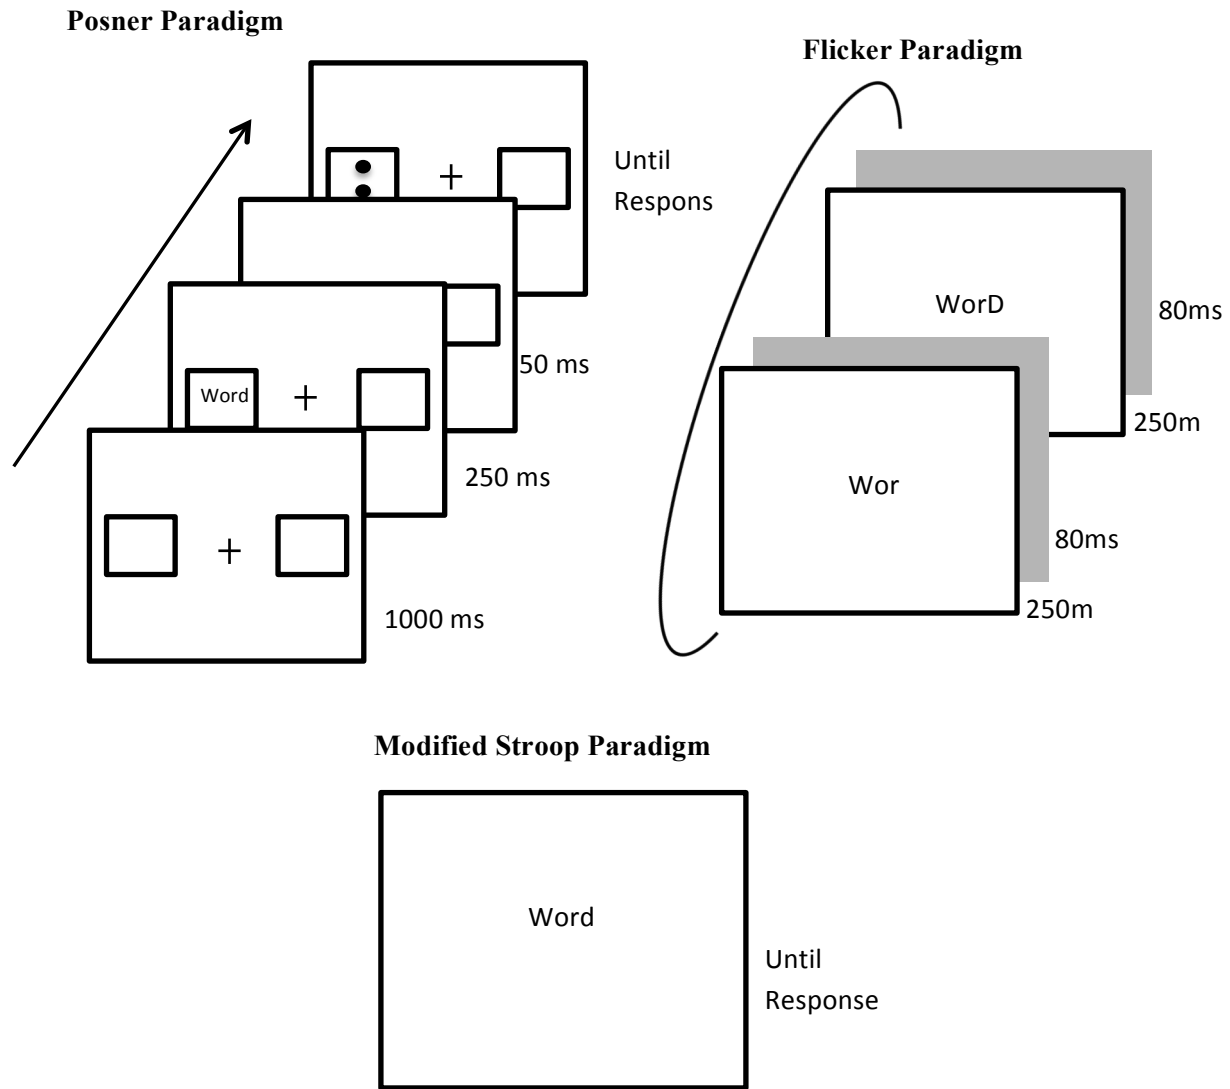 Posner Paradigm
Until
Respons
50 ms
Word
+
250 ms
+
1000 ms
+
Flicker Paradigm
WorD
80ms
250m
Wor
80ms
250m
Modified Stroop Paradigm
Word
Until
Response